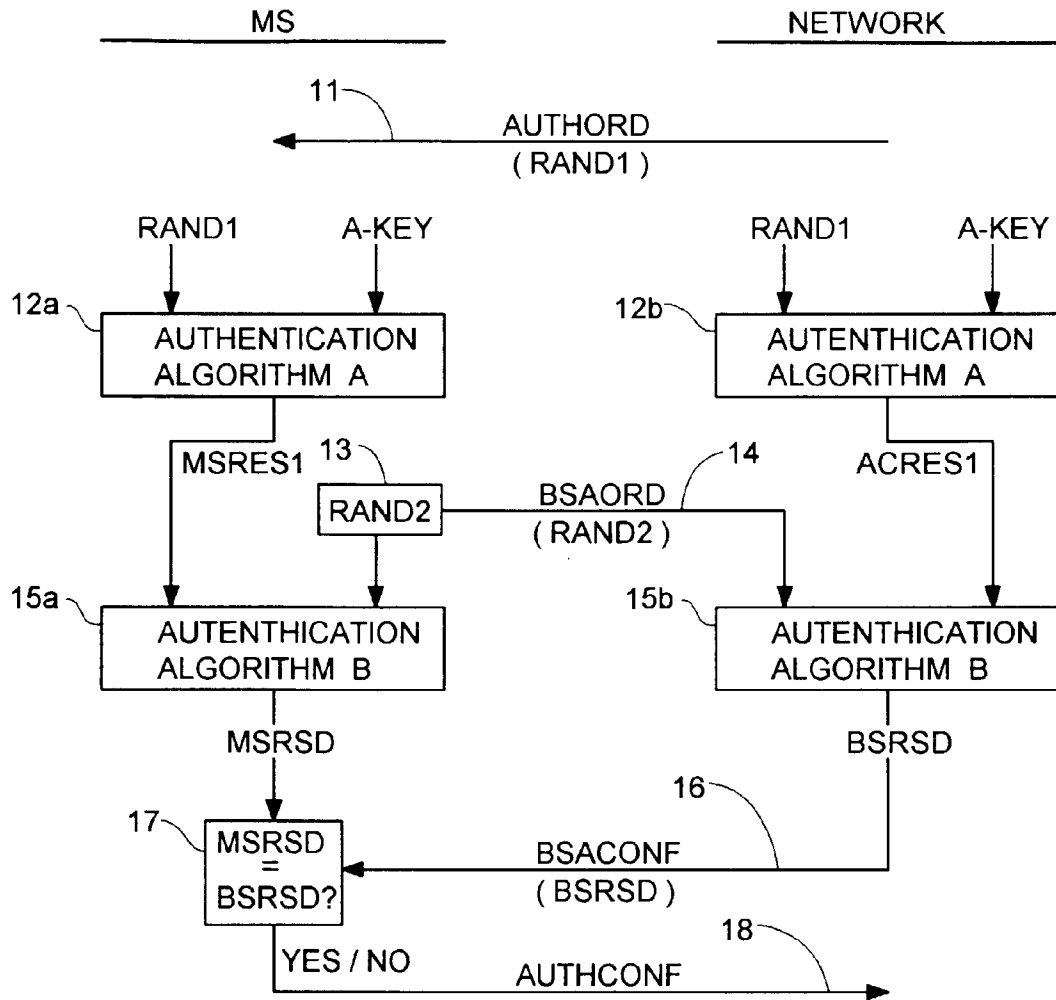 MS
NETWORK
11
AUTHORD
( RAND1 )
RAND1
A-KEY
RAND1
A-KEY
12a
12b
AUTHENTICATION
ALGORITHM A
AUTENTHICATION
ALGORITHM A
MSRES1
13
14
ACRES1
RAND2
BSAORD
( RAND2 )
15a
15b
AUTENTHICATION
ALGORITHM B
AUTENTHICATION
ALGORITHM B
MSRSD
BSRSD
16
17
MSRSD
=
BSRSD?
BSACONF
( BSRSD )
18
YES / NO
AUTHCONF